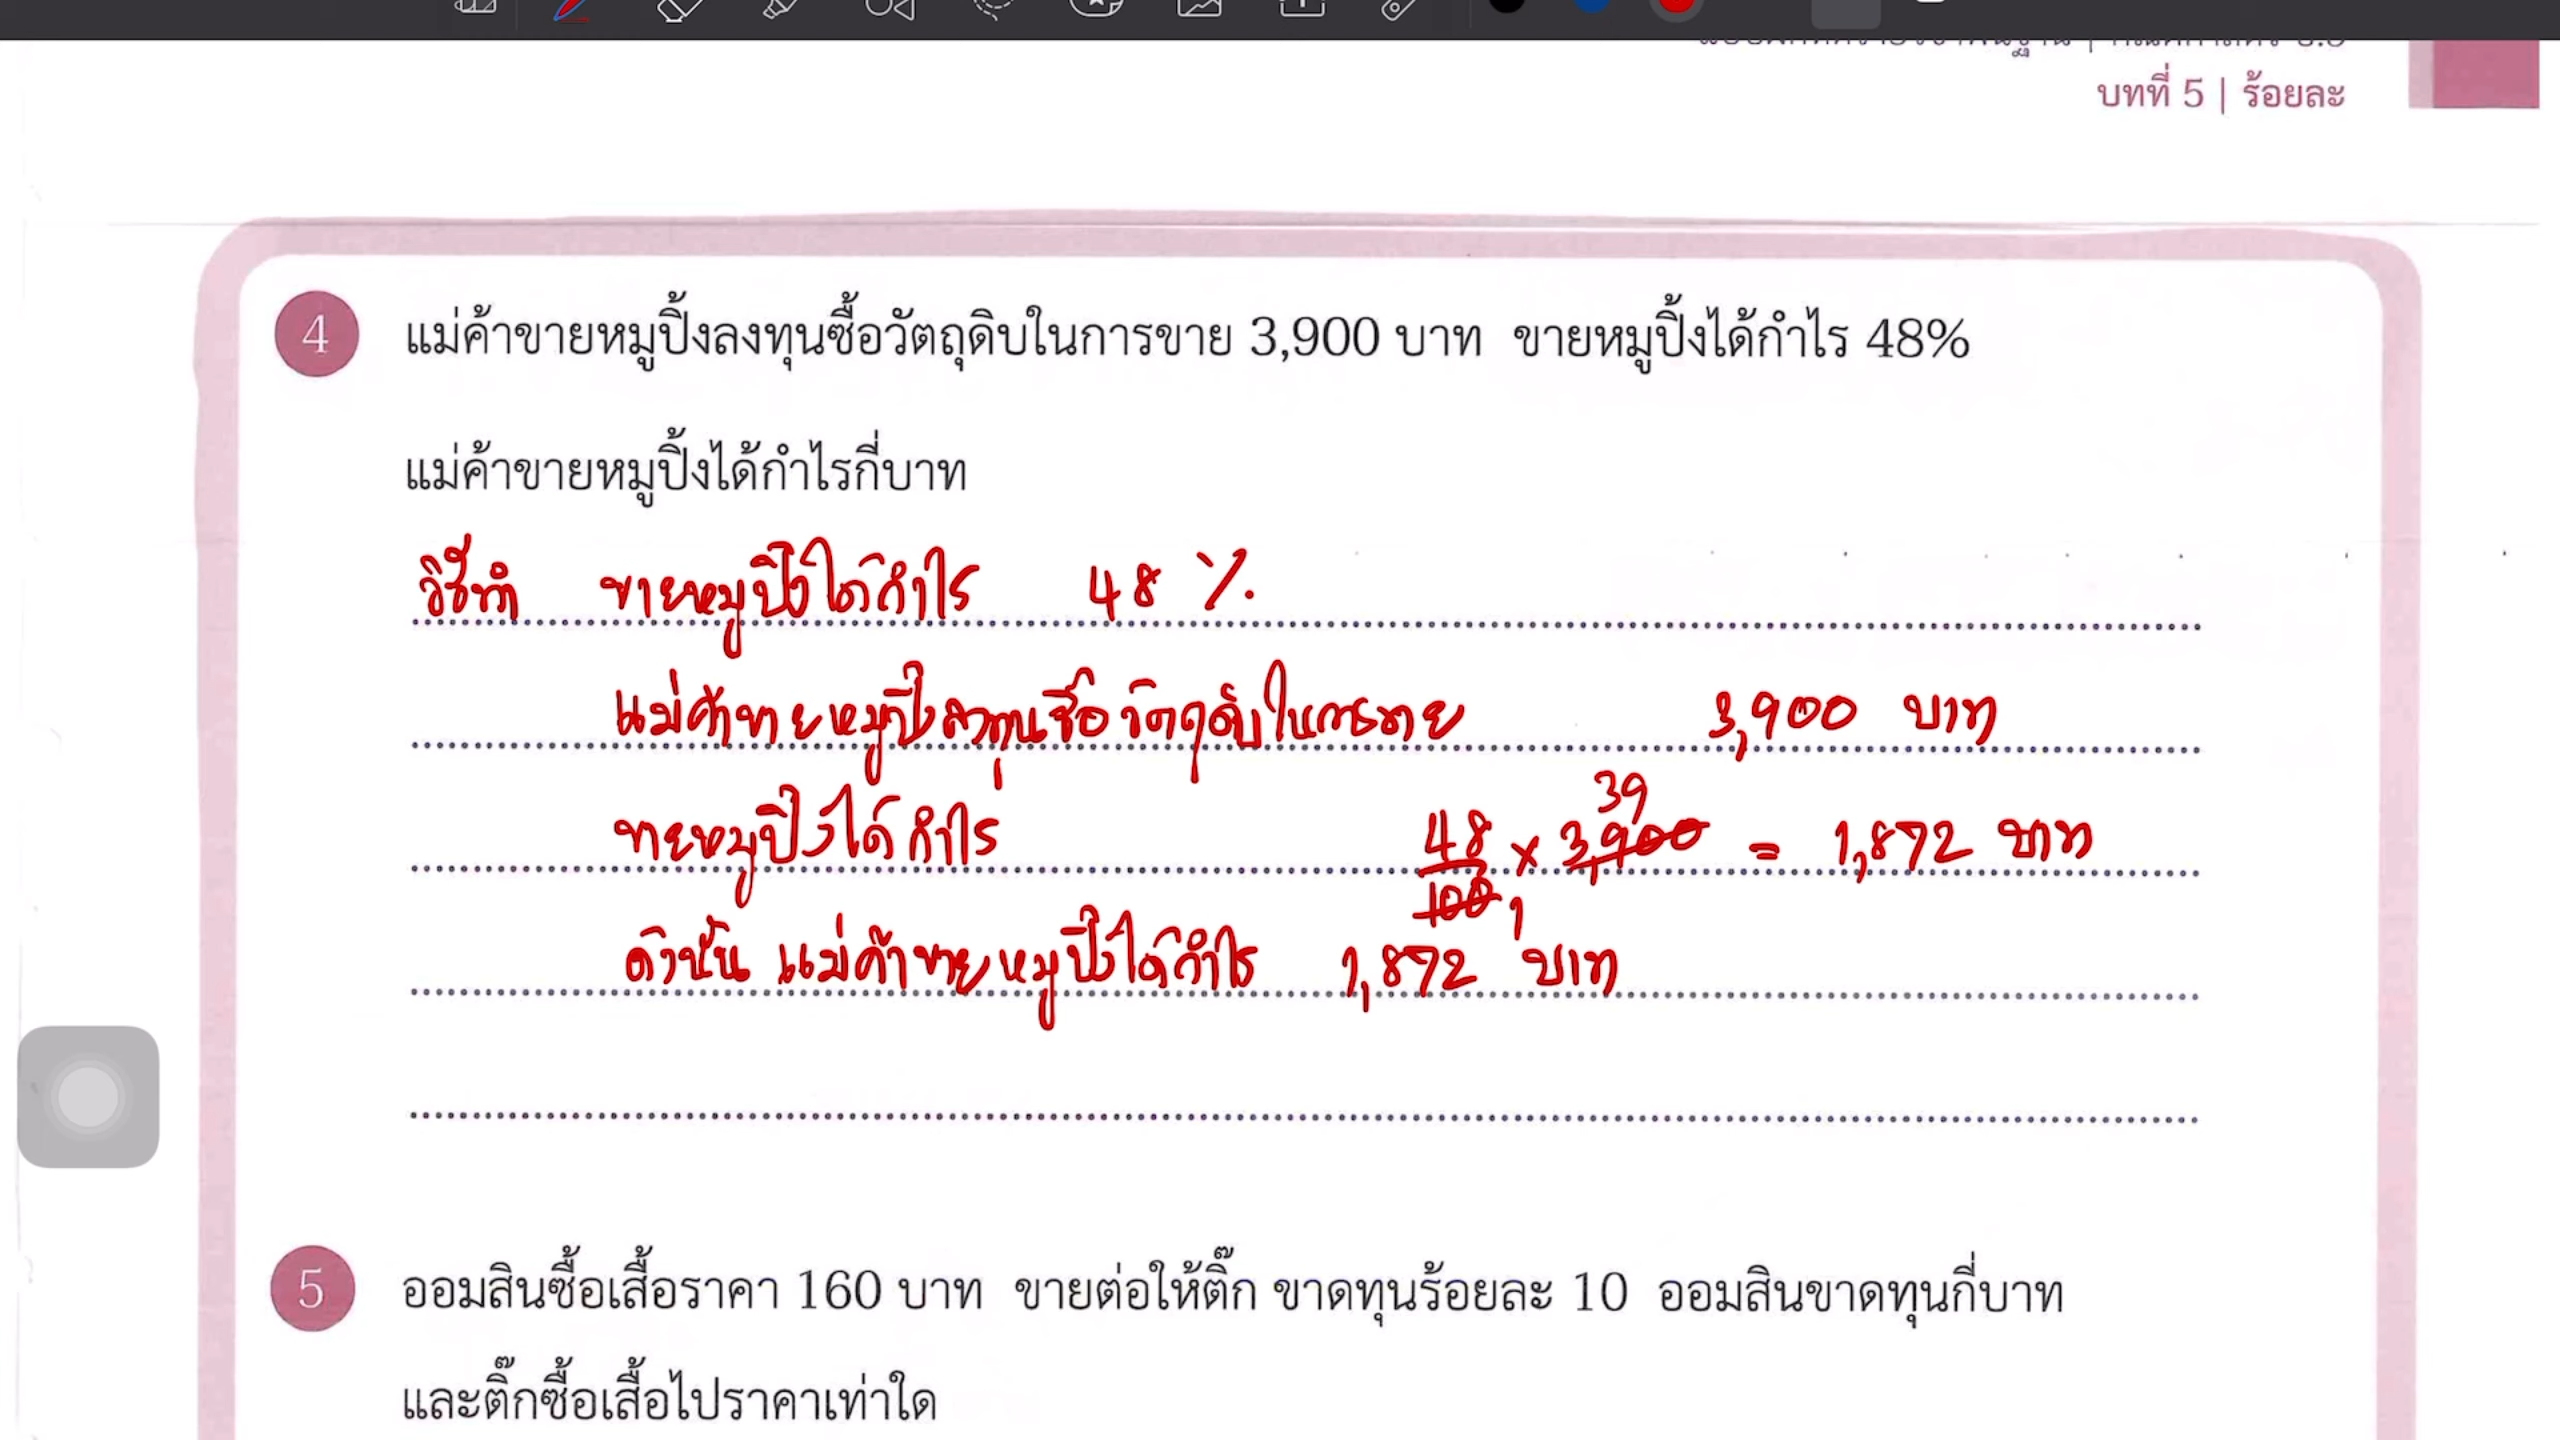 บทที่ 5 | ร้อยละ
4 แม่ค้าขายหมูปิ้งลงทุนซื้อวัตถุดิบในการขาย 3,900 บาท ขายหมูปิ้งได้กำไร 48%
แม่ค้าขายหมูปิ้งได้กำไรกี่บาท
วิธีทำ ขายหมูปิ้งได้กำไร 48 %
แม่ค้าขายหมูปิ้งลงทุนซื้อวัตถุดิบในการขาย 3,900 บาท
39
ขายหมูปิ้งได้กำไร 48/100 × 3,900 = 1,872 บาท
1
ดังนั้น แม่ค้าขายหมูปิ้งได้กำไร 1,872 บาท
5 ออมสินซื้อเสื้อราคา 160 บาท ขายต่อให้ติ๊ก ขาดทุนร้อยละ 10 ออมสินขาดทุนกี่บาท
และติ๊กซื้อเสื้อไปราคาเท่าใด